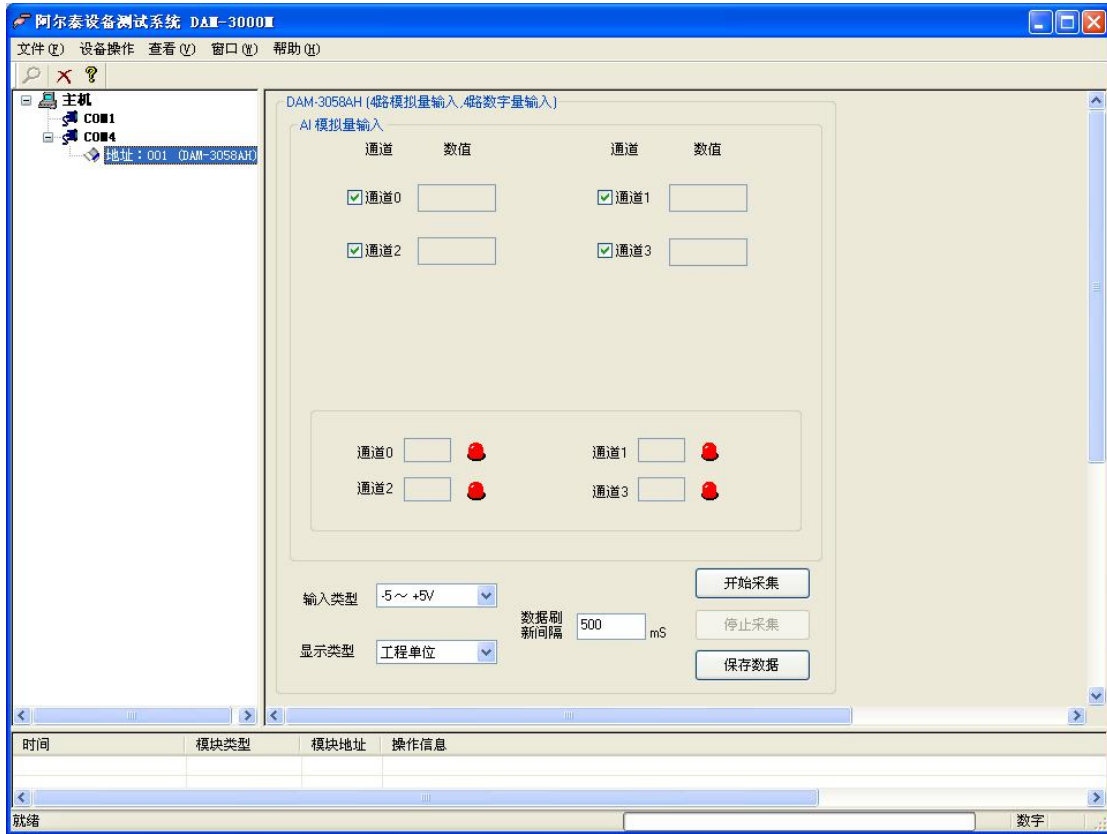 阿尔泰设备测试系统 DAM-3000M
文件(F) 设备操作 查看(V) 窗口(W) 帮助(H)
主机
COM1
COM4
地址：001 (DAM-3058AH)
DAM-3058AH (4路模拟量输入,4路数字量输入)
AI 模拟量输入
通道 数值 通道 数值
通道0 通道1
通道2 通道3
通道0 通道1
通道2 通道3
输入类型 -5～+5V
数据刷新间隔 500 mS
显示类型 工程单位
开始采集
停止采集
保存数据
时间 模块类型 模块地址 操作信息
就绪 数字